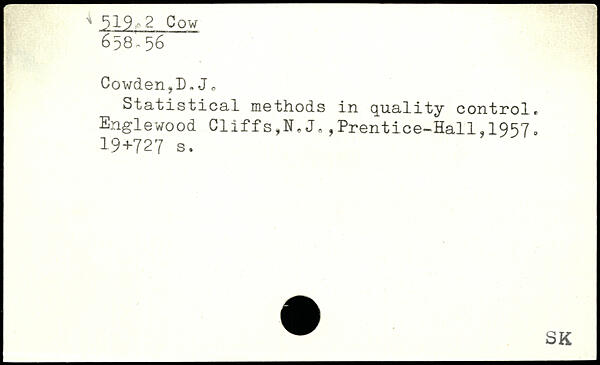 519.2 Cow
658.56
Cowden,D.J.
Statistical methods in quality control.
Englewood Cliffs,N.J.,Prentice-Hall,1957.
19+727 s.
SK